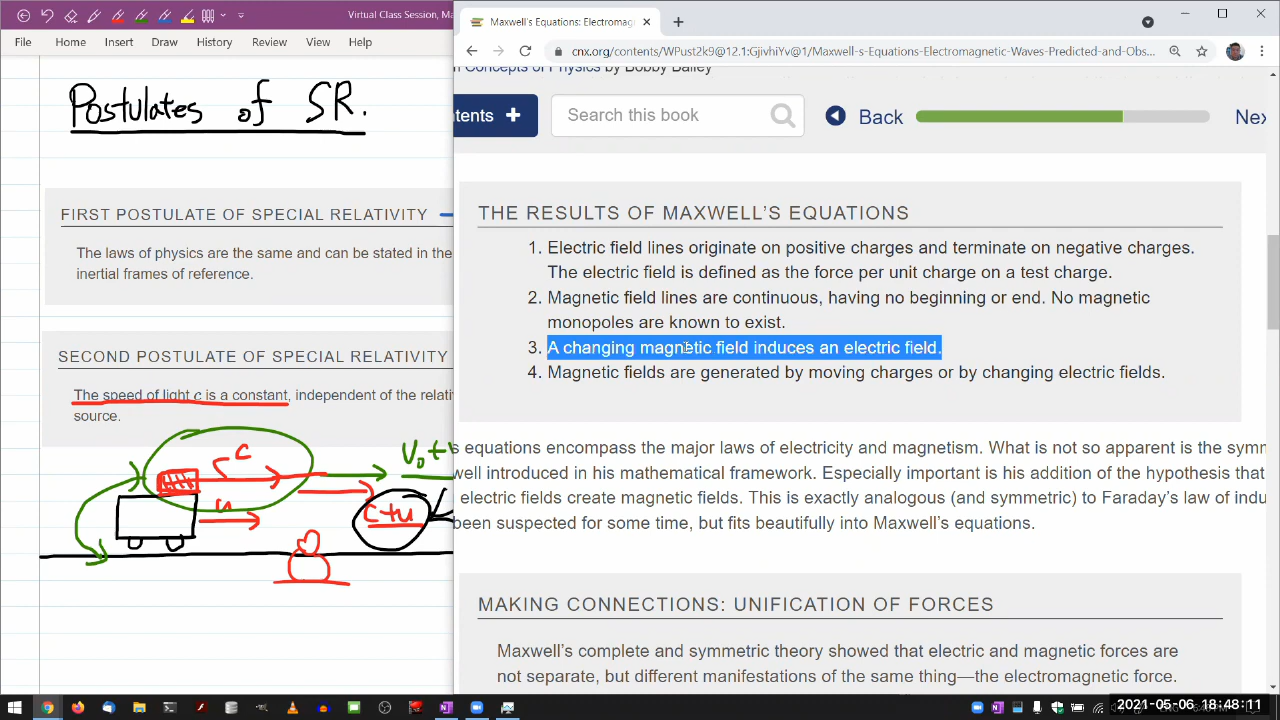 Virtual Class Session, Ma
File Home Insert Draw History Review View Help
Postulates of SR.
FIRST POSTULATE OF SPECIAL RELATIVITY
The laws of physics are the same and can be stated in the
inertial frames of reference.
SECOND POSTULATE OF SPECIAL RELATIVITY
The speed of light c is a constant, independent of the relati
source.
c
u
c+u
Maxwell's Equations: Electromag
cnx.org/contents/WPust2k9@12.1:GjivhiYv@1/Maxwell-s-Equations-Electromagnetic-Waves-Predicted-and-Obs...
Concepts of Physics by Bobby Bailey
tents +
Search this book
Back
Nex
THE RESULTS OF MAXWELL'S EQUATIONS
1. Electric field lines originate on positive charges and terminate on negative charges.
The electric field is defined as the force per unit charge on a test charge.
2. Magnetic field lines are continuous, having no beginning or end. No magnetic
monopoles are known to exist.
3. A changing magnetic field induces an electric field.
4. Magnetic fields are generated by moving charges or by changing electric fields.
s equations encompass the major laws of electricity and magnetism. What is not so apparent is the symn
well introduced in his mathematical framework. Especially important is his addition of the hypothesis that
electric fields create magnetic fields. This is exactly analogous (and symmetric) to Faraday's law of indu
been suspected for some time, but fits beautifully into Maxwell's equations.
MAKING CONNECTIONS: UNIFICATION OF FORCES
Maxwell's complete and symmetric theory showed that electric and magnetic forces are
not separate, but different manifestations of the same thing—the electromagnetic force.
2021-05-06 18:48:11